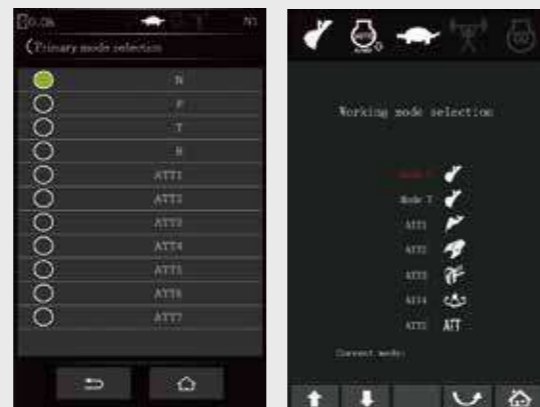 N1
Primary mode selection
N
P
T
B
ATT1
ATT2
ATT3
ATT4
ATT5
ATT6
ATT7
Working mode selection
Mode T
ATT1
ATT2
ATT3
ATT4
ATT5 ATT
Current mode: